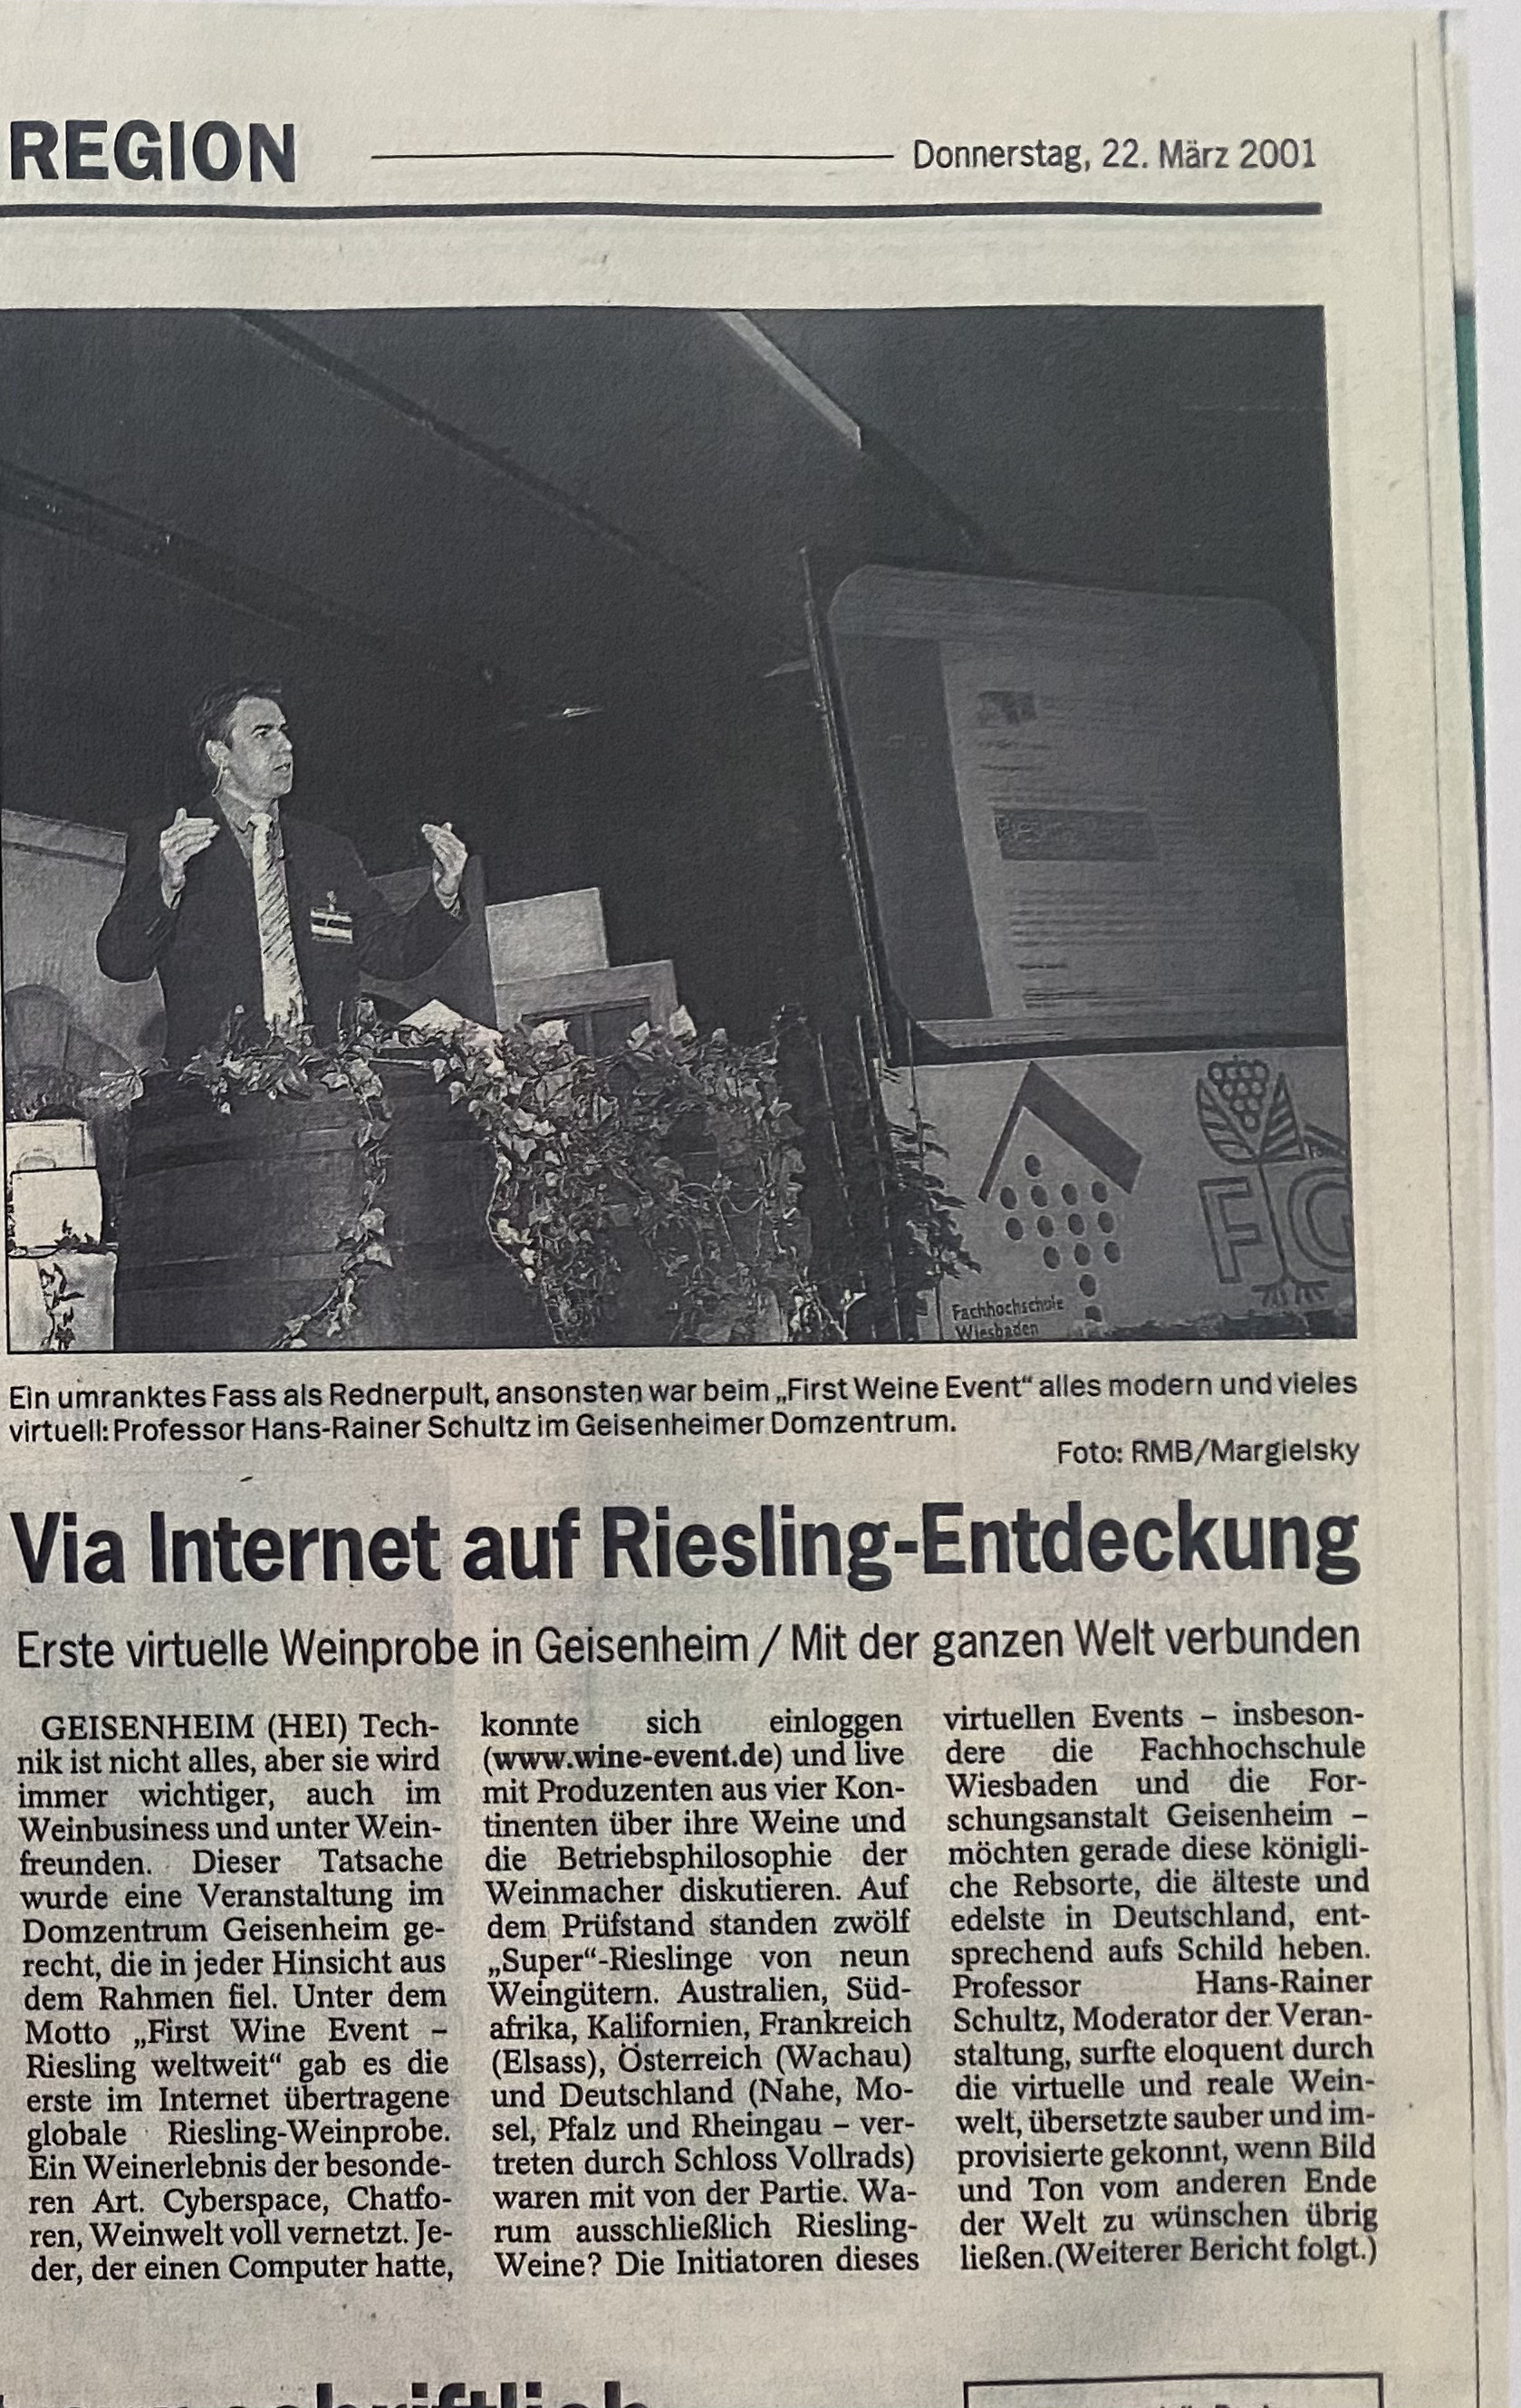 REGION
Donnerstag, 22. März 2001
Fachhochschule
Wiesbaden
FG
Ein umranktes Fass als Rednerpult, ansonsten war beim „First Weine Event“ alles modern und vieles
virtuell: Professor Hans-Rainer Schultz im Geisenheimer Domzentrum.
Foto: RMB/Margielsky
Via Internet auf Riesling-Entdeckung
Erste virtuelle Weinprobe in Geisenheim / Mit der ganzen Welt verbunden
GEISENHEIM (HEI) Tech-
nik ist nicht alles, aber sie wird
immer wichtiger, auch im
Weinbusiness und unter Wein-
freunden. Dieser Tatsache
wurde eine Veranstaltung im
Domzentrum Geisenheim ge-
recht, die in jeder Hinsicht aus
dem Rahmen fiel. Unter dem
Motto „First Wine Event –
Riesling weltweit“ gab es die
erste im Internet übertragene
globale Riesling-Weinprobe.
Ein Weinerlebnis der besonde-
ren Art. Cyberspace, Chatfo-
ren, Weinwelt voll vernetzt. Je-
der, der einen Computer hatte,
konnte sich einloggen
(www.wine-event.de) und live
mit Produzenten aus vier Kon-
tinenten über ihre Weine und
die Betriebsphilosophie der
Weinmacher diskutieren. Auf
dem Prüfstand standen zwölf
„Super“-Rieslinge von neun
Weingütern. Australien, Süd-
afrika, Kalifornien, Frankreich
(Elsass), Österreich (Wachau)
und Deutschland (Nahe, Mo-
sel, Pfalz und Rheingau – ver-
treten durch Schloss Vollrads)
waren mit von der Partie. Wa-
rum ausschließlich Riesling-
Weine? Die Initiatoren dieses
virtuellen Events – insbeson-
dere die Fachhochschule
Wiesbaden und die For-
schungsanstalt Geisenheim –
möchten gerade diese königli-
che Rebsorte, die älteste und
edelste in Deutschland, ent-
sprechend aufs Schild heben.
Professor Hans-Rainer
Schultz, Moderator der Veran-
staltung, surfte eloquent durch
die virtuelle und reale Wein-
welt, übersetzte sauber und im-
provisierte gekonnt, wenn Bild
und Ton vom anderen Ende
der Welt zu wünschen übrig
ließen.(Weiterer Bericht folgt.)